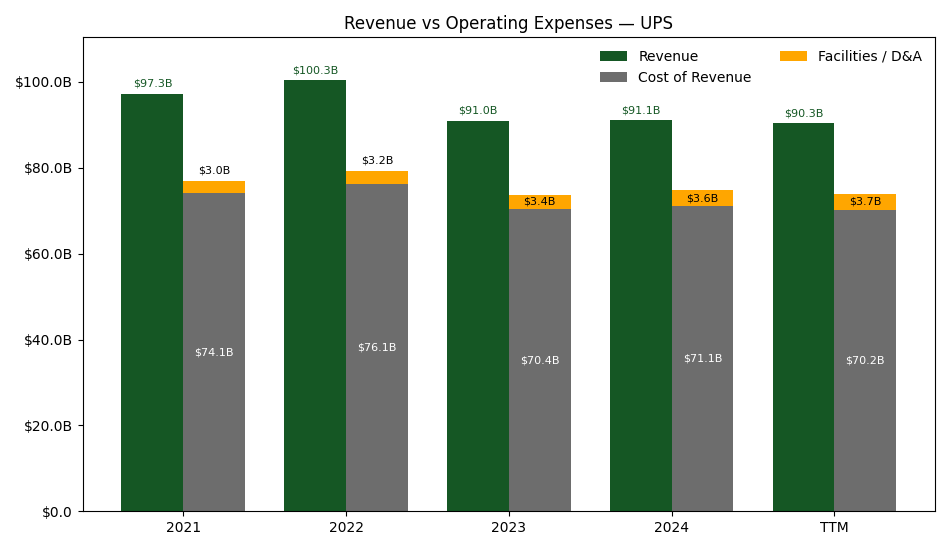 Revenue vs Operating Expenses — UPS
Revenue
Cost of Revenue
Facilities / D&A
$100.0B
$80.0B
$60.0B
$40.0B
$20.0B
$0.0
$97.3B
$3.0B
$74.1B
$100.3B
$3.2B
$76.1B
$91.0B
$3.4B
$70.4B
$91.1B
$3.6B
$71.1B
$90.3B
$3.7B
$70.2B
2021
2022
2023
2024
TTM